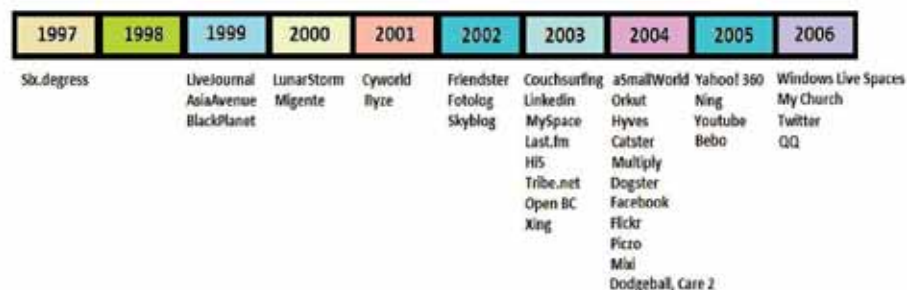 1997 1998 1999 2000 2001 2002 2003 2004 2005 2006
Six.degress
LiveJournal
AsiaAvenue
BlackPlanet
LunarStorm
Migente
Cyworld
Ryze
Friendster
Fotolog
Skyblog
Couchsurfing
Linkedin
MySpace
Last.fm
Hi5
Tribe.net
Open BC
Xing
aSmallWorld
Orkut
Hyves
Catster
Multiply
Dogster
Facebook
Flickr
Piczo
Mixi
Dodgeball, Care 2
Yahoo! 360
Ning
Youtube
Bebo
Windows Live Spaces
My Church
Twitter
QQ